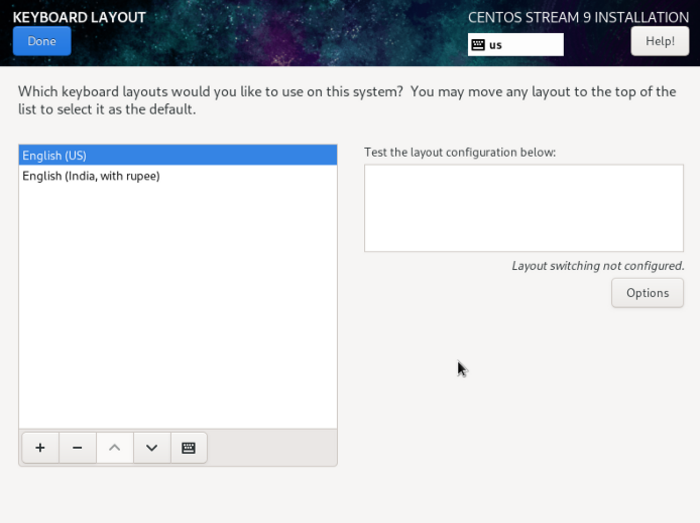 KEYBOARD LAYOUT
CENTOS STREAM 9 INSTALLATION
Done
us
Help!
Which keyboard layouts would you like to use on this system?  You may move any layout to the top of the
list to select it as the default.
English (US)
English (India, with rupee)
Test the layout configuration below:
Layout switching not configured.
Options